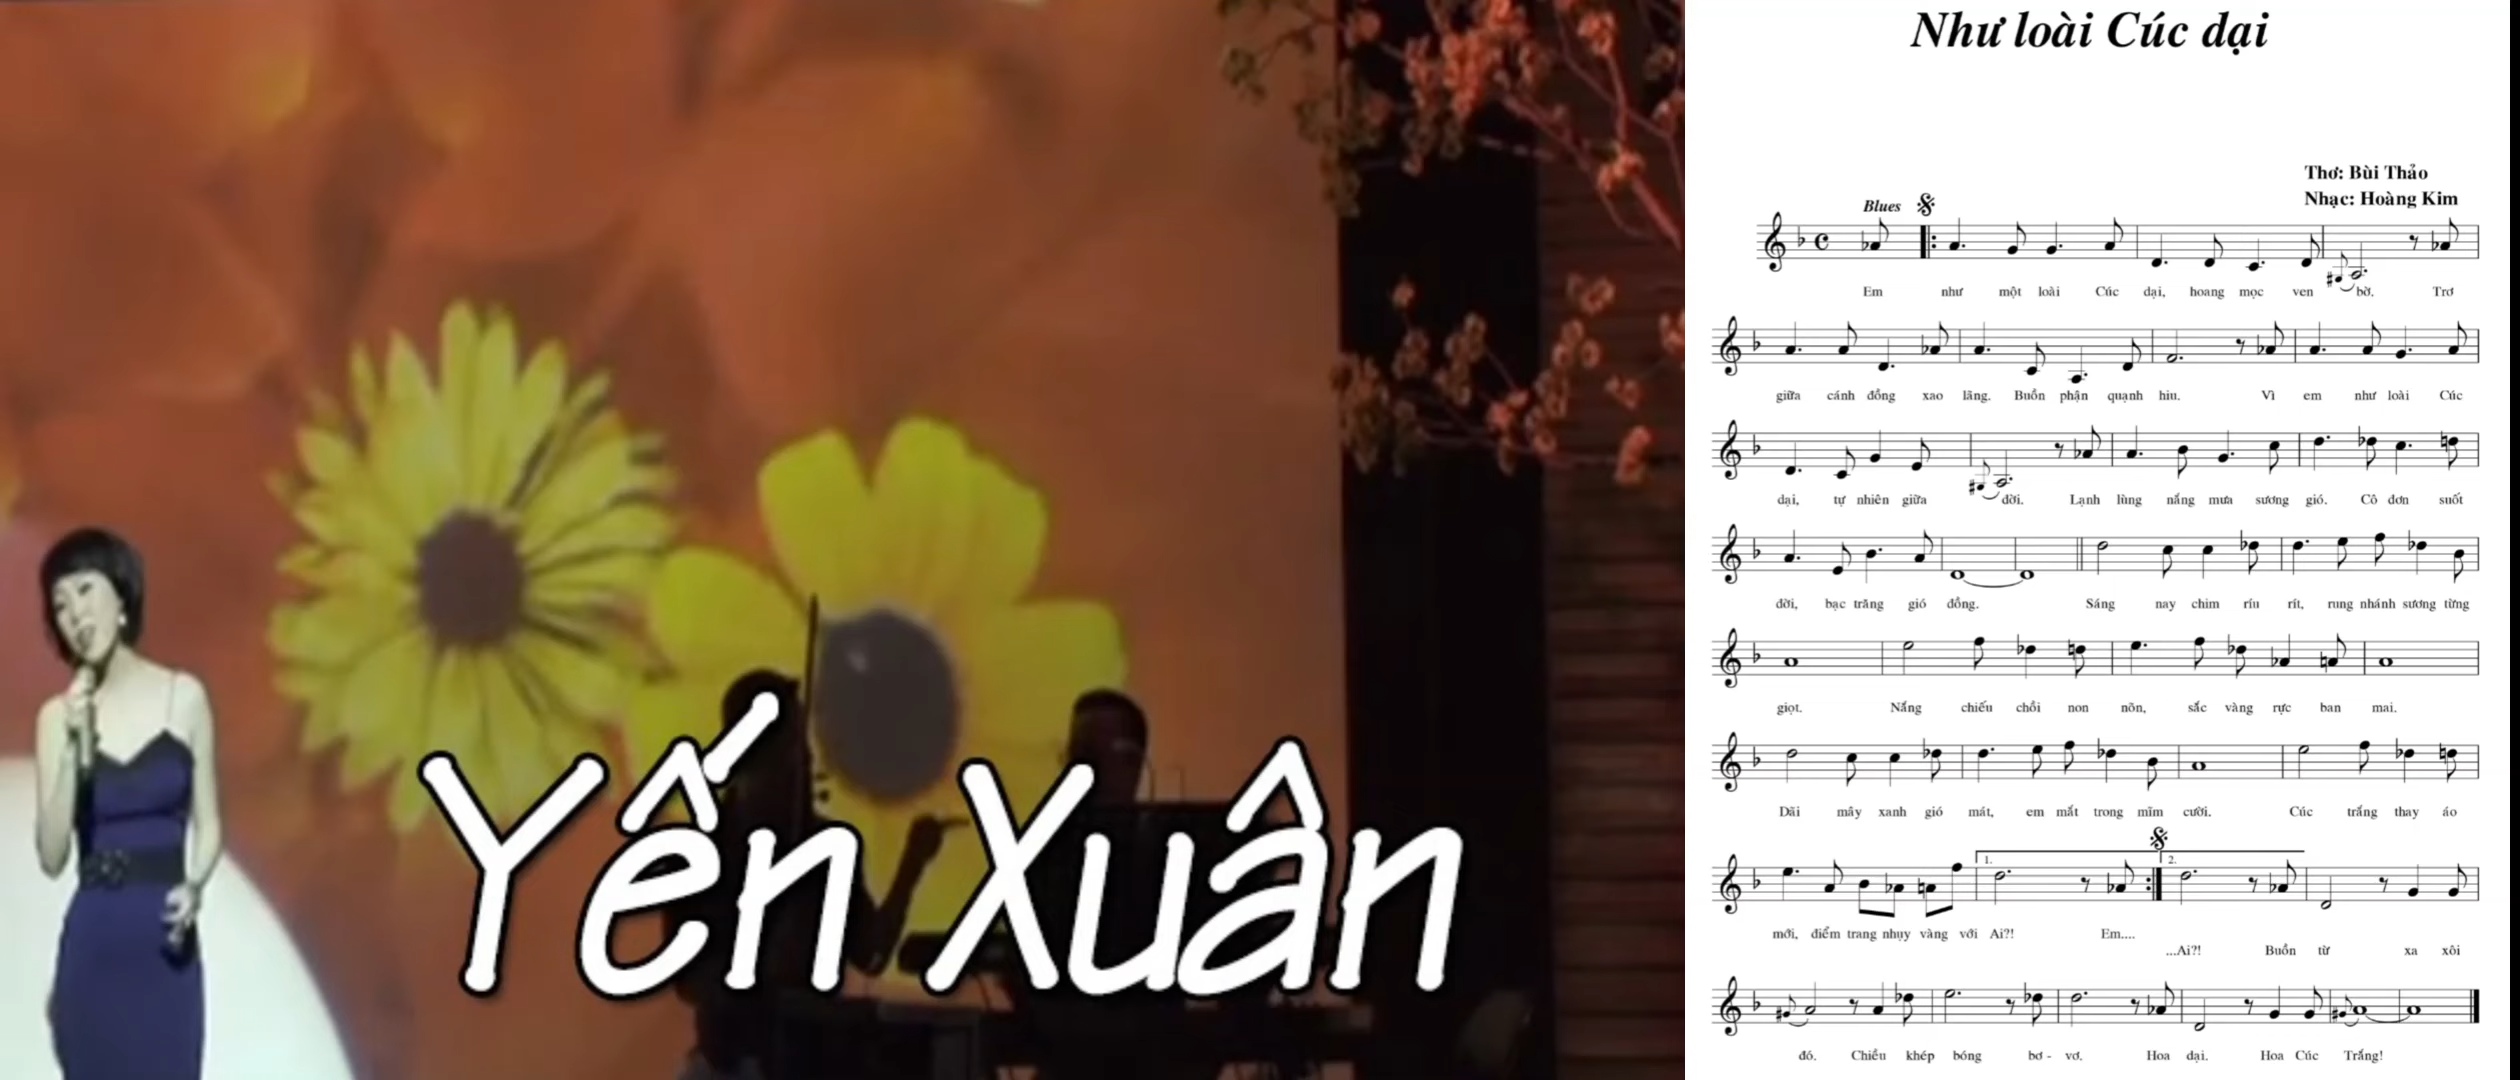 Yến Xuân
Như loài Cúc dại
Thơ: Bùi Thảo
Nhạc: Hoàng Kim
Blues
Em như một loài Cúc dại, hoang mọc ven bờ. Trơ
giữa cánh đồng xao lãng. Buồn phận quạnh hiu. Vì em như loài Cúc
dại, tự nhiên giữa đời. Lạnh lùng nắng mưa sương gió. Cô đơn suốt
đời, bạc trăng gió đồng. Sáng nay chim ríu rít, rung nhánh sương từng
giọt. Nắng chiếu chồi non nõn, sắc vàng rực ban mai.
Dãi mây xanh gió mát, em mắt trong mĩm cười. Cúc trắng thay áo
1. 2.
mới, điểm trang nhụy vàng với Ai?! Em....
...Ai?! Buồn từ xa xôi
đó. Chiều khép bóng bơ - vơ. Hoa dại. Hoa Cúc Trắng!